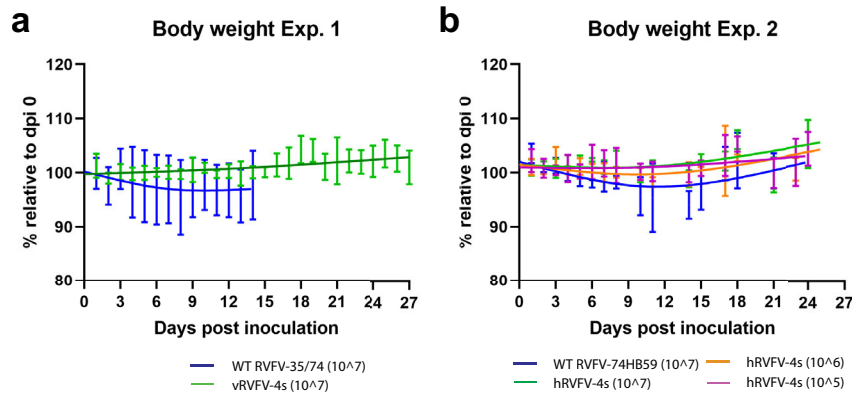 a
Body weight Exp. 1
% relative to dpi 0
120
110
100
90
80
0 3 6 9 12 15 18 21 24 27
Days post inoculation
WT RVFV-35/74 (10^7)
vRVFV-4s (10^7)
b
Body weight Exp. 2
% relative to dpi 0
120
110
100
90
80
0 3 6 9 12 15 18 21 24 27
Days post inoculation
WT RVFV-74HB59 (10^7)
hRVFV-4s (10^7)
hRVFV-4s (10^6)
hRVFV-4s (10^5)